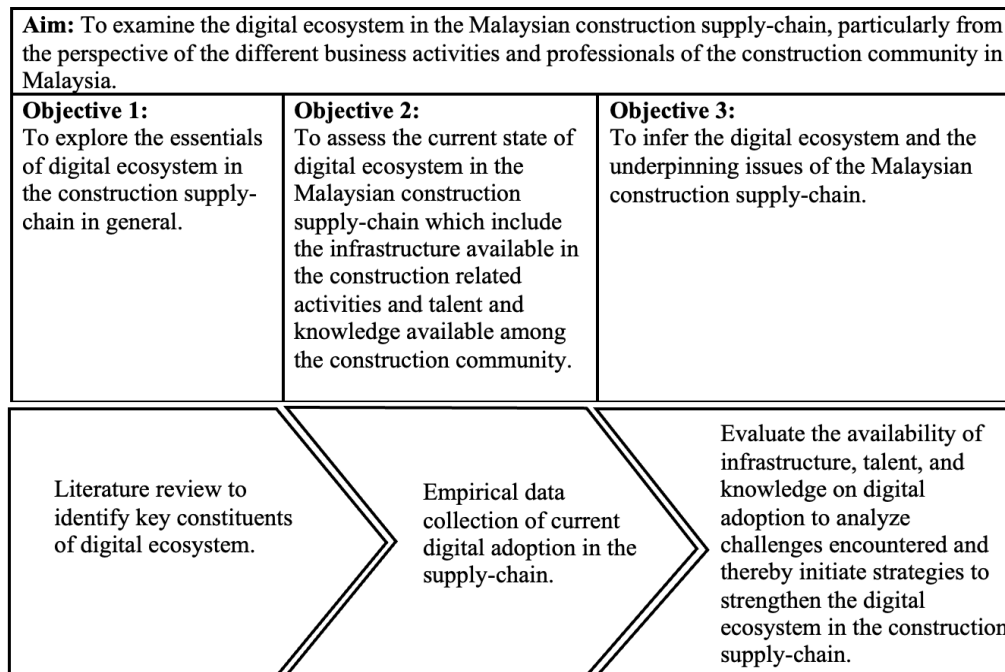 Aim: To examine the digital ecosystem in the Malaysian construction supply-chain, particularly from
the perspective of the different business activities and professionals of the construction community in
Malaysia.
Objective 1:
To explore the essentials
of digital ecosystem in
the construction supply-
chain in general.
Objective 2:
To assess the current state of
digital ecosystem in the
Malaysian construction
supply-chain which include
the infrastructure available in
the construction related
activities and talent and
knowledge available among
the construction community.
Objective 3:
To infer the digital ecosystem and the
underpinning issues of the Malaysian
construction supply-chain.
Literature review to
identify key constituents
of digital ecosystem.
Empirical data
collection of current
digital adoption in the
supply-chain.
Evaluate the availability of
infrastructure, talent, and
knowledge on digital
adoption to analyze
challenges encountered and
thereby initiate strategies to
strengthen the digital
ecosystem in the construction
supply-chain.